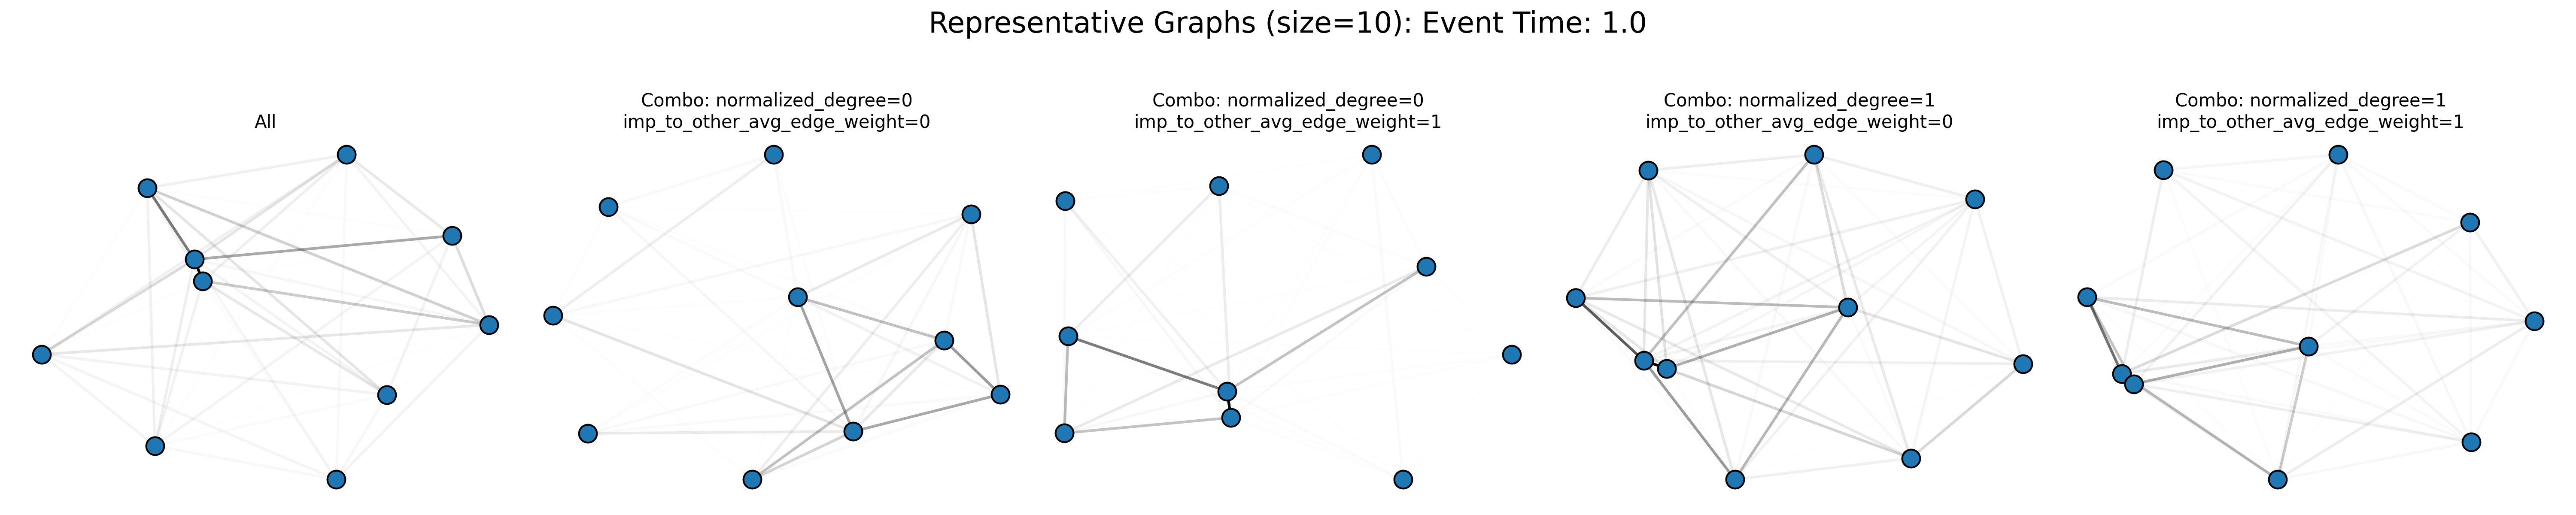 Representative Graphs (size=10): Event Time: 1.0
All
Combo: normalized_degree=0
imp_to_other_avg_edge_weight=0
Combo: normalized_degree=0
imp_to_other_avg_edge_weight=1
Combo: normalized_degree=1
imp_to_other_avg_edge_weight=0
Combo: normalized_degree=1
imp_to_other_avg_edge_weight=1